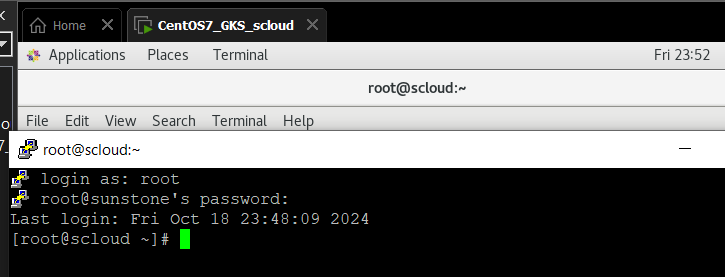 Home CentOS7_GKS_scloud
Applications Places Terminal Fri 23:52
root@scloud:~
File Edit View Search Terminal Help
root@scloud:~
login as: root
root@sunstone's password:
Last login: Fri Oct 18 23:48:09 2024
[root@scloud ~]#